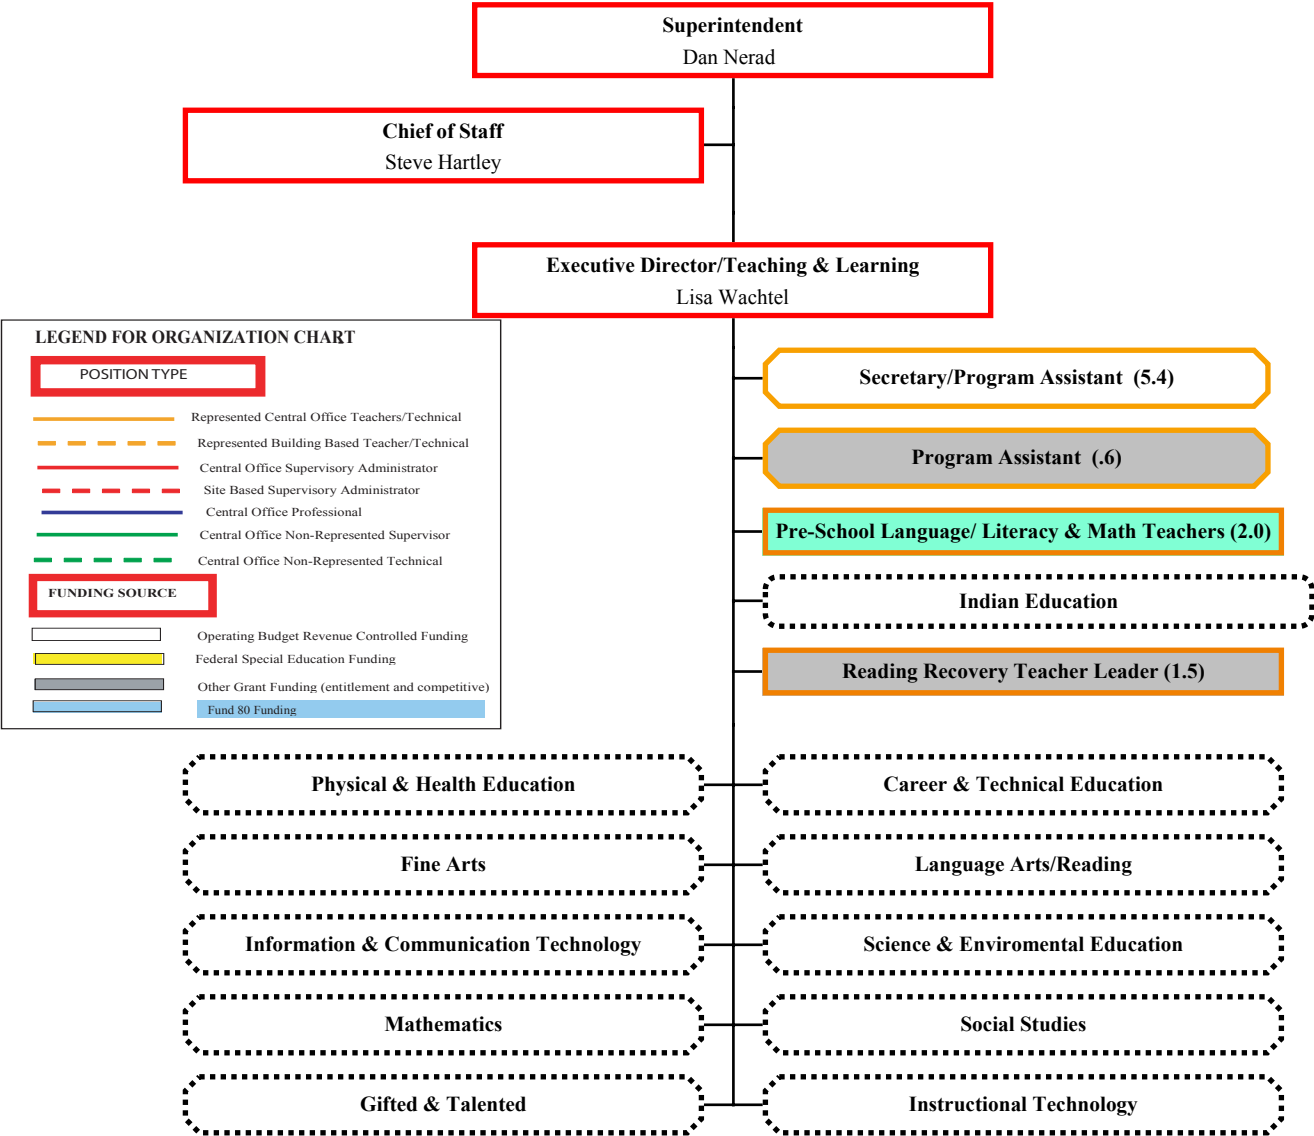 Superintendent
Dan Nerad
Chief of Staff
Steve Hartley
Executive Director/Teaching & Learning
Lisa Wachtel
LEGEND FOR ORGANIZATION CHART
POSITION TYPE
Represented Central Office Teachers/Technical
Represented Building Based Teacher/Technical
Central Office Supervisory Administrator
Site Based Supervisory Administrator
Central Office Professional
Central Office Non-Represented Supervisor
Central Office Non-Represented Technical
FUNDING SOURCE
Operating Budget Revenue Controlled Funding
Federal Special Education Funding
Other Grant Funding (entitlement and competitive)
Fund 80 Funding
Secretary/Program Assistant (5.4)
Program Assistant (.6)
Pre-School Language/ Literacy & Math Teachers (2.0)
Indian Education
Reading Recovery Teacher Leader (1.5)
Physical & Health Education
Career & Technical Education
Fine Arts
Language Arts/Reading
Information & Communication Technology
Science & Enviromental Education
Mathematics
Social Studies
Gifted & Talented
Instructional Technology